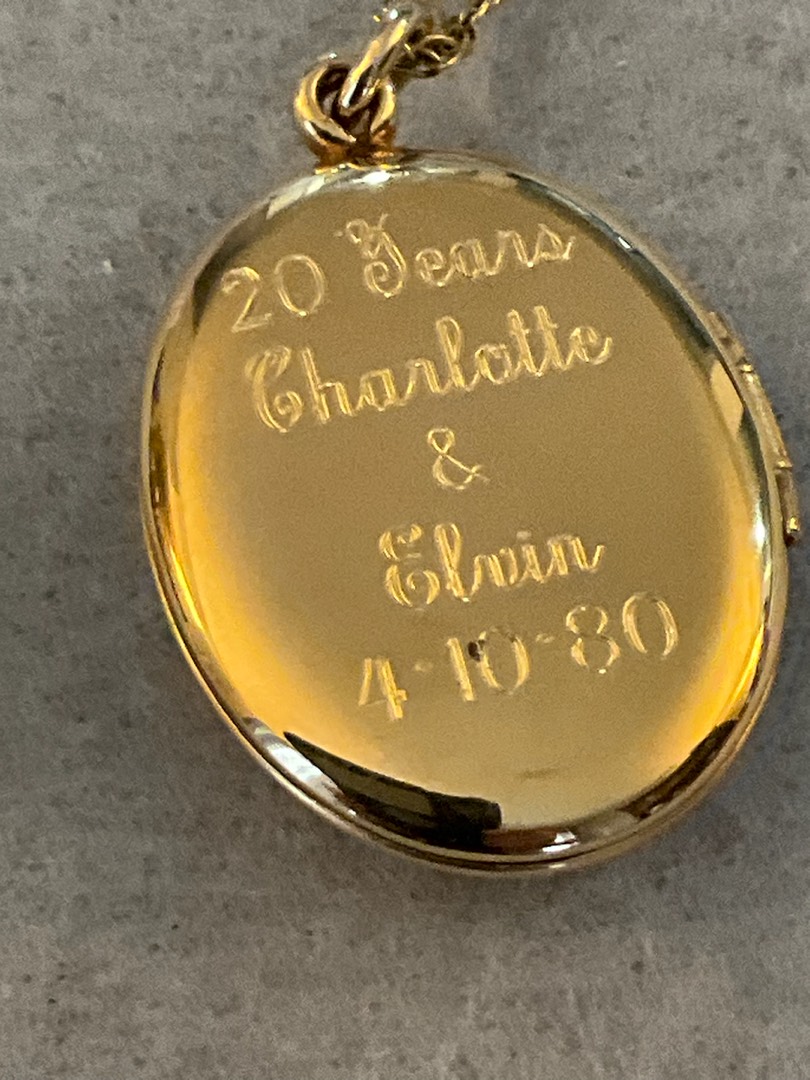 20 Years
Charlotte
&
Elvin
4-10-80